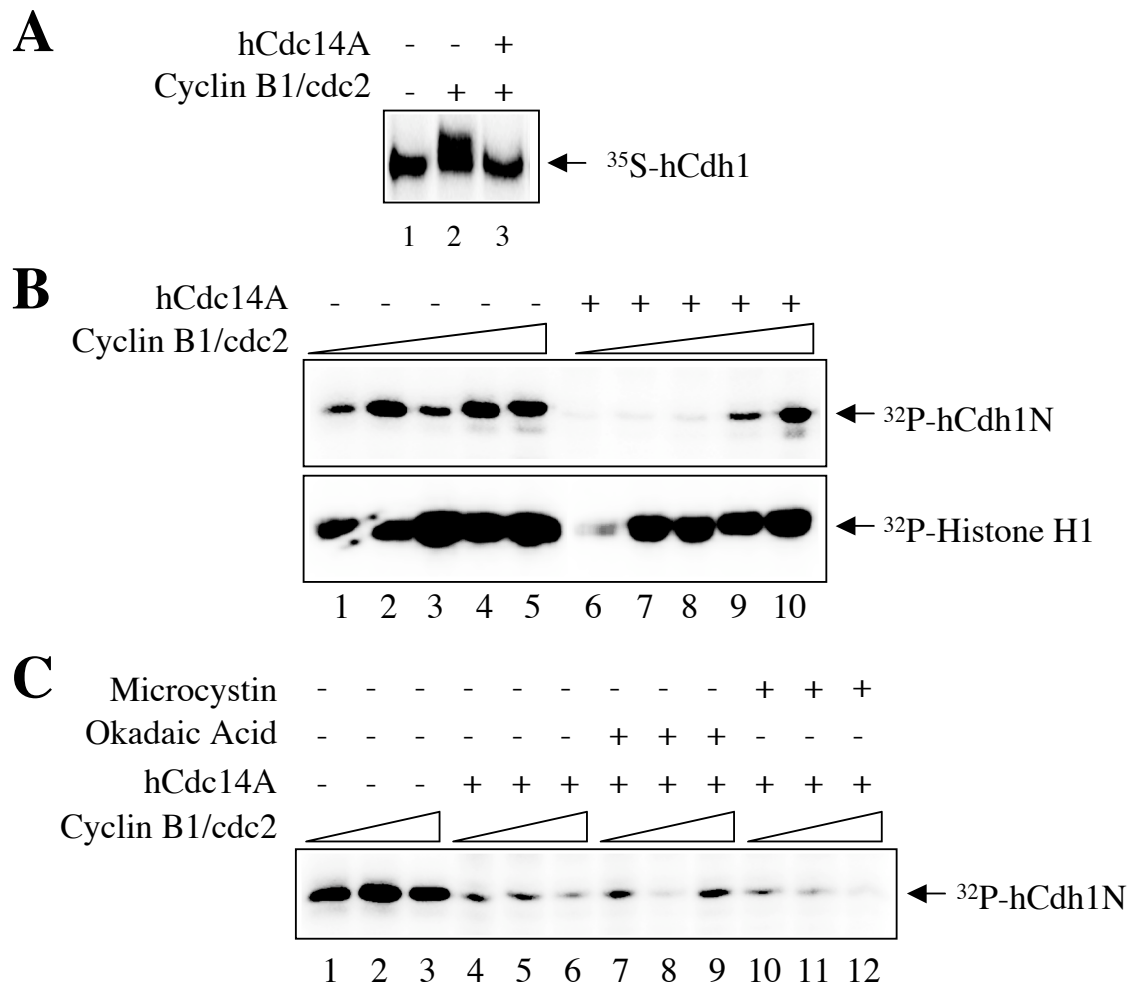 A
hCdc14A - - +
Cyclin B1/cdc2 - + +
³⁵S-hCdh1
1 2 3
B
hCdc14A - - - - - + + + + +
Cyclin B1/cdc2
³²P-hCdh1N
³²P-Histone H1
1 2 3 4 5 6 7 8 9 10
C
Microcystin - - - - - - - - - + + +
Okadaic Acid - - - - - - + + + - - -
hCdc14A - - - + + + + + + + + +
Cyclin B1/cdc2
³²P-hCdh1N
1 2 3 4 5 6 7 8 9 10 11 12